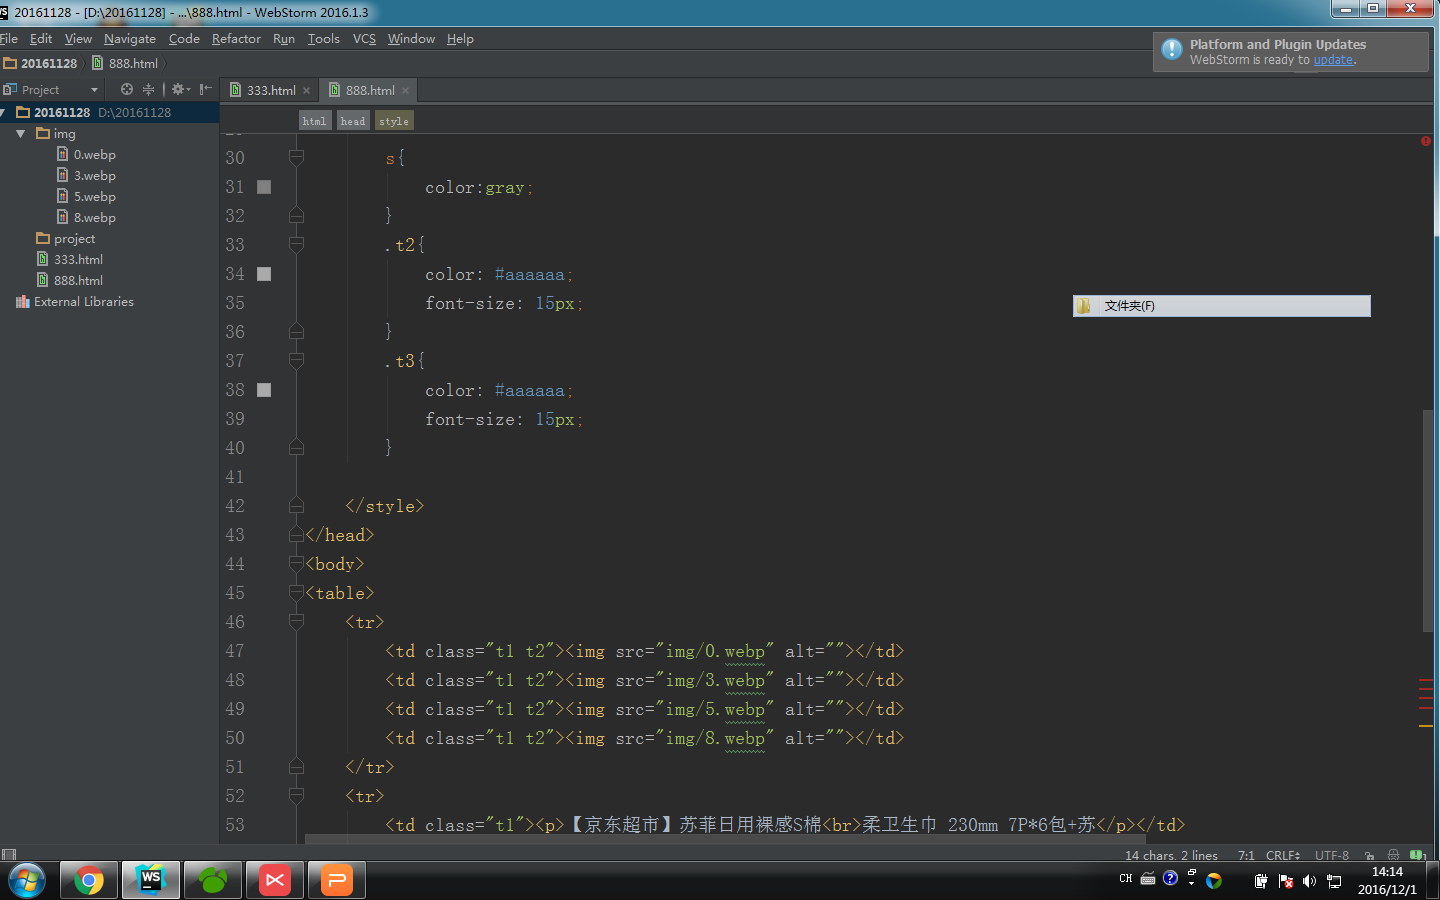 20161128 - [D:\20161128] - ...\888.html - WebStorm 2016.1.3
File Edit View Navigate Code Refactor Run Tools VCS Window Help
20161128 888.html
Platform and Plugin Updates
WebStorm is ready to update.
Project
333.html 888.html
20161128 D:\20161128
img
0.webp
3.webp
5.webp
8.webp
project
333.html
888.html
External Libraries
html head style
30 s{
31 color:gray;
32 }
33 .t2{
34 color: #aaaaaa;
35 font-size: 15px;
36 }
37 .t3{
38 color: #aaaaaa;
39 font-size: 15px;
40 }
41
42 </style>
43 </head>
44 <body>
45 <table>
46 <tr>
47 <td class="t1 t2"><img src="img/0.webp" alt=""></td>
48 <td class="t1 t2"><img src="img/3.webp" alt=""></td>
49 <td class="t1 t2"><img src="img/5.webp" alt=""></td>
50 <td class="t1 t2"><img src="img/8.webp" alt=""></td>
51 </tr>
52 <tr>
53 <td class="t1"><p>【京东超市】苏菲日用裸感S棉<br>柔卫生巾 230mm 7P*6包+苏</p></td>
文件夹(F)
14 chars, 2 lines 7:1 CRLF UTF-8
WS
CH
14:14
2016/12/1